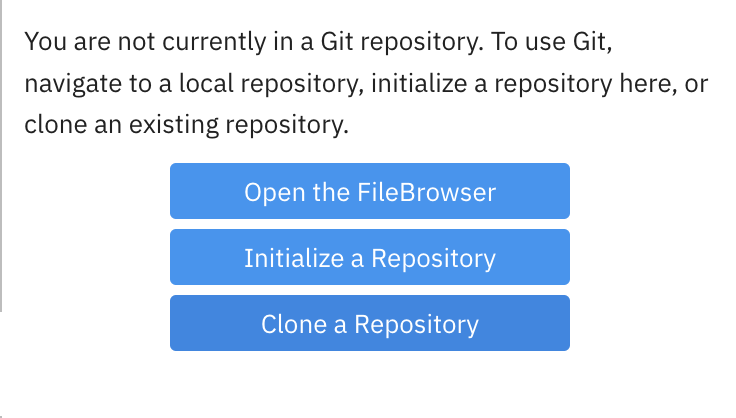 You are not currently in a Git repository. To use Git,
navigate to a local repository, initialize a repository here, or
clone an existing repository.
Open the FileBrowser
Initialize a Repository
Clone a Repository